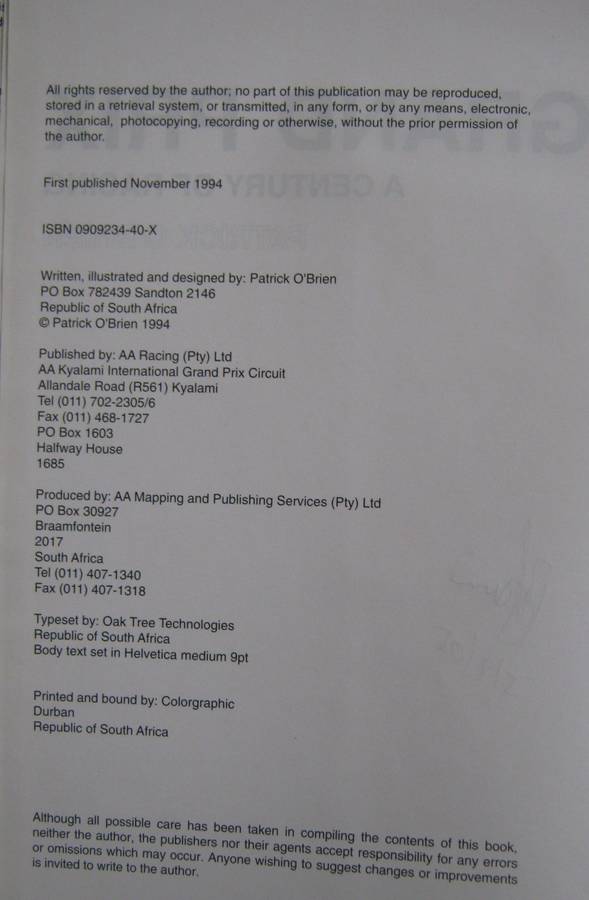 All rights reserved by the author; no part of this publication may be reproduced,
stored in a retrieval system, or transmitted, in any form, or by any means, electronic,
mechanical, photocopying, recording or otherwise, without the prior permission of
the author.
First published November 1994
ISBN 0909234-40-X
Written, illustrated and designed by: Patrick O'Brien
PO Box 782439 Sandton 2146
Republic of South Africa
© Patrick O'Brien 1994
Published by: AA Racing (Pty) Ltd
AA Kyalami International Grand Prix Circuit
Allandale Road (R561) Kyalami
Tel (011) 702-2305/6
Fax (011) 468-1727
PO Box 1603
Halfway House
1685
Produced by: AA Mapping and Publishing Services (Pty) Ltd
PO Box 30927
Braamfontein
2017
South Africa
Tel (011) 407-1340
Fax (011) 407-1318
Typeset by: Oak Tree Technologies
Republic of South Africa
Body text set in Helvetica medium 9pt
Printed and bound by: Colorgraphic
Durban
Republic of South Africa
Although all possible care has been taken in compiling the contents of this book,
neither the author, the publishers nor their agents accept responsibility for any errors
or omissions which may occur. Anyone wishing to suggest changes or improvements
is invited to write to the author.